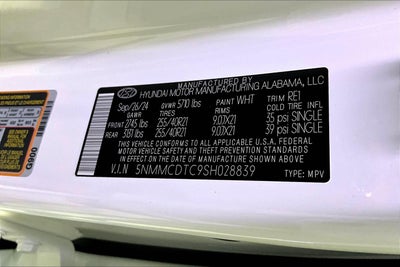 MANUFACTURED BY
HYUNDAI MOTOR MANUFACTURING ALABAMA, LLC
Sep/26/24 GVWR 5710 lbs PAINT WHT TRIM RE1
GAWR TIRES RIMS COLD TIRE INFL
FRONT 2745 lbs 255/40R21 9.0JX21 35 psi SINGLE
REAR 3131 lbs 255/40R21 9.0JX21 39 psi SINGLE
THIS VEHICLE CONFORMS TO ALL APPLICABLE U.S.A. FEDERAL
MOTOR VEHICLE SAFETY AND THEFT PREVENTION STANDARDS
IN EFFECT ON THE DATE OF MANUFACTURE SHOWN ABOVE.
V.I.N 5NMMCDTC9SH028839 TYPE: MPV
G900